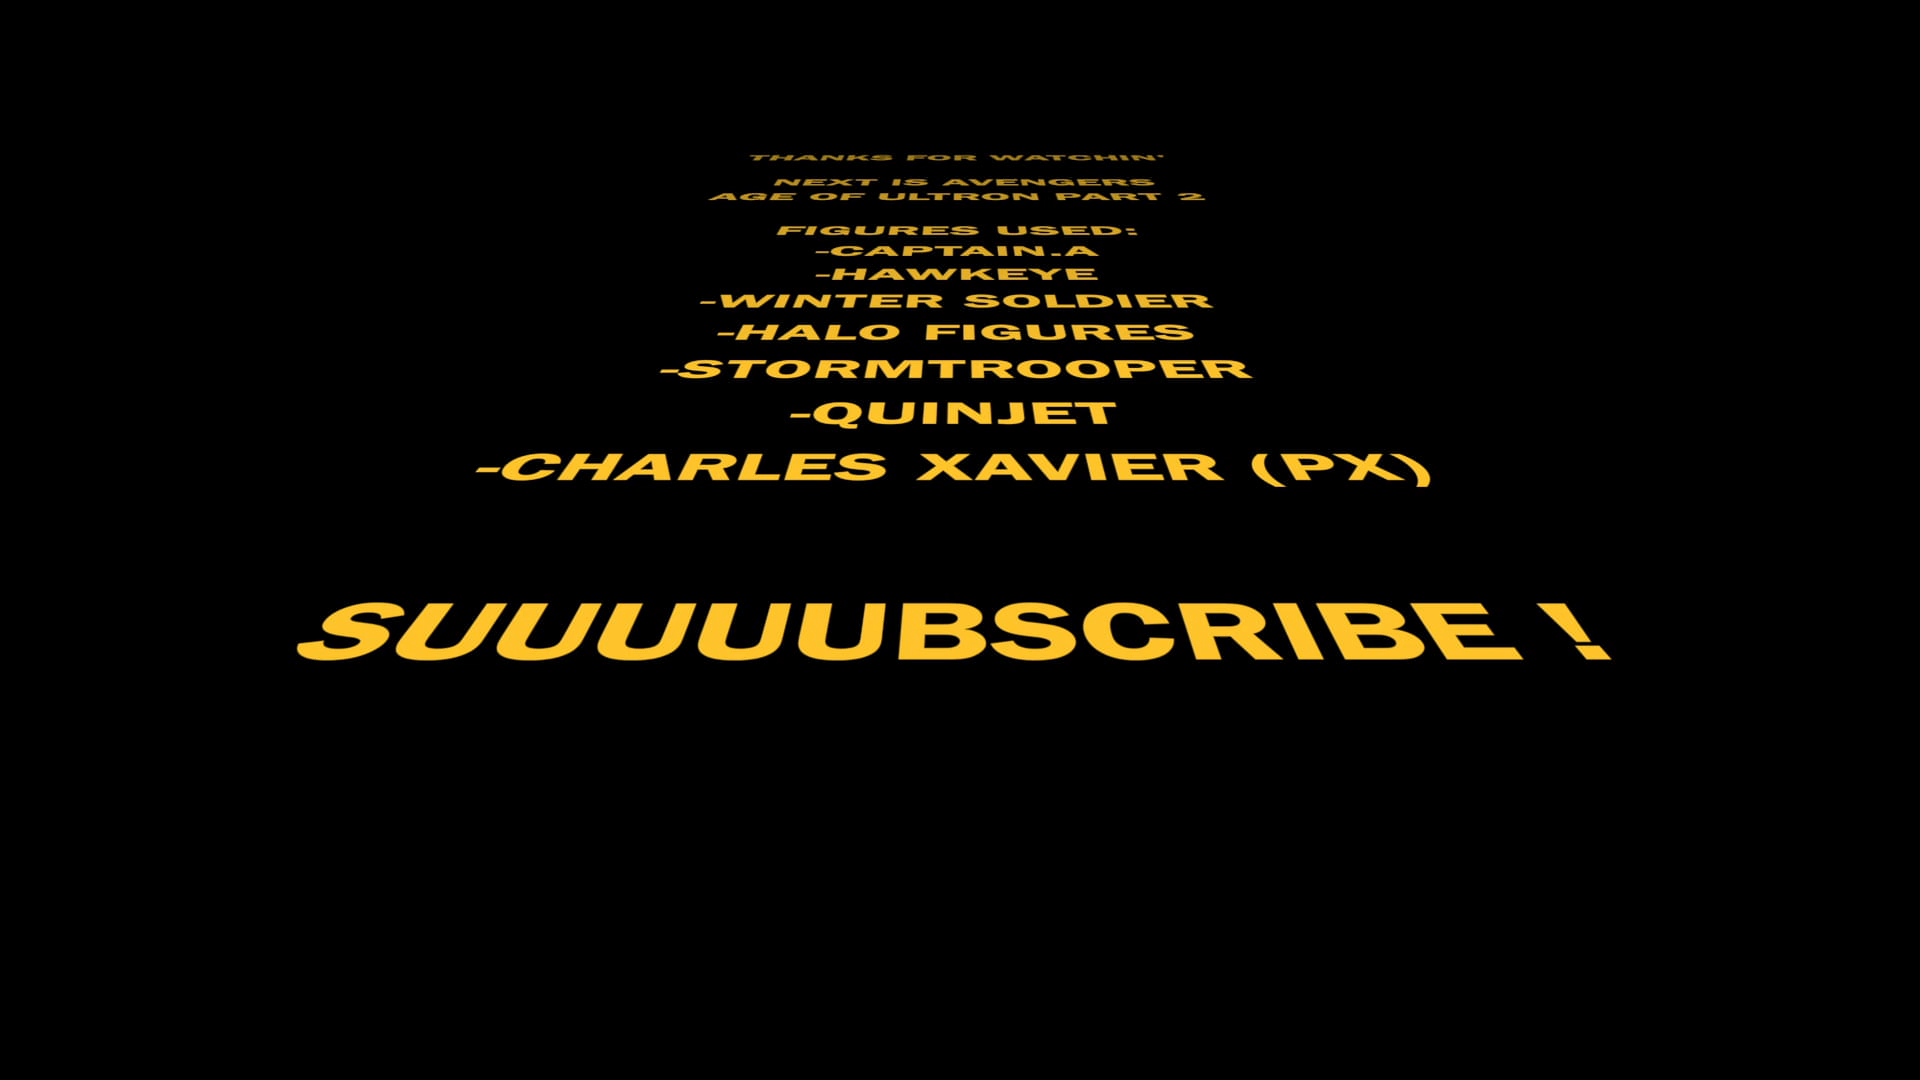 THANKS FOR WATCHIN'
NEXT IS AVENGERS
AGE OF ULTRON PART 2
FIGURES USED:
-CAPTAIN.A
-HAWKEYE
-WINTER SOLDIER
-HALO FIGURES
-STORMTROOPER
-QUINJET
-CHARLES XAVIER (PX)
SUUUUUBSCRIBE !